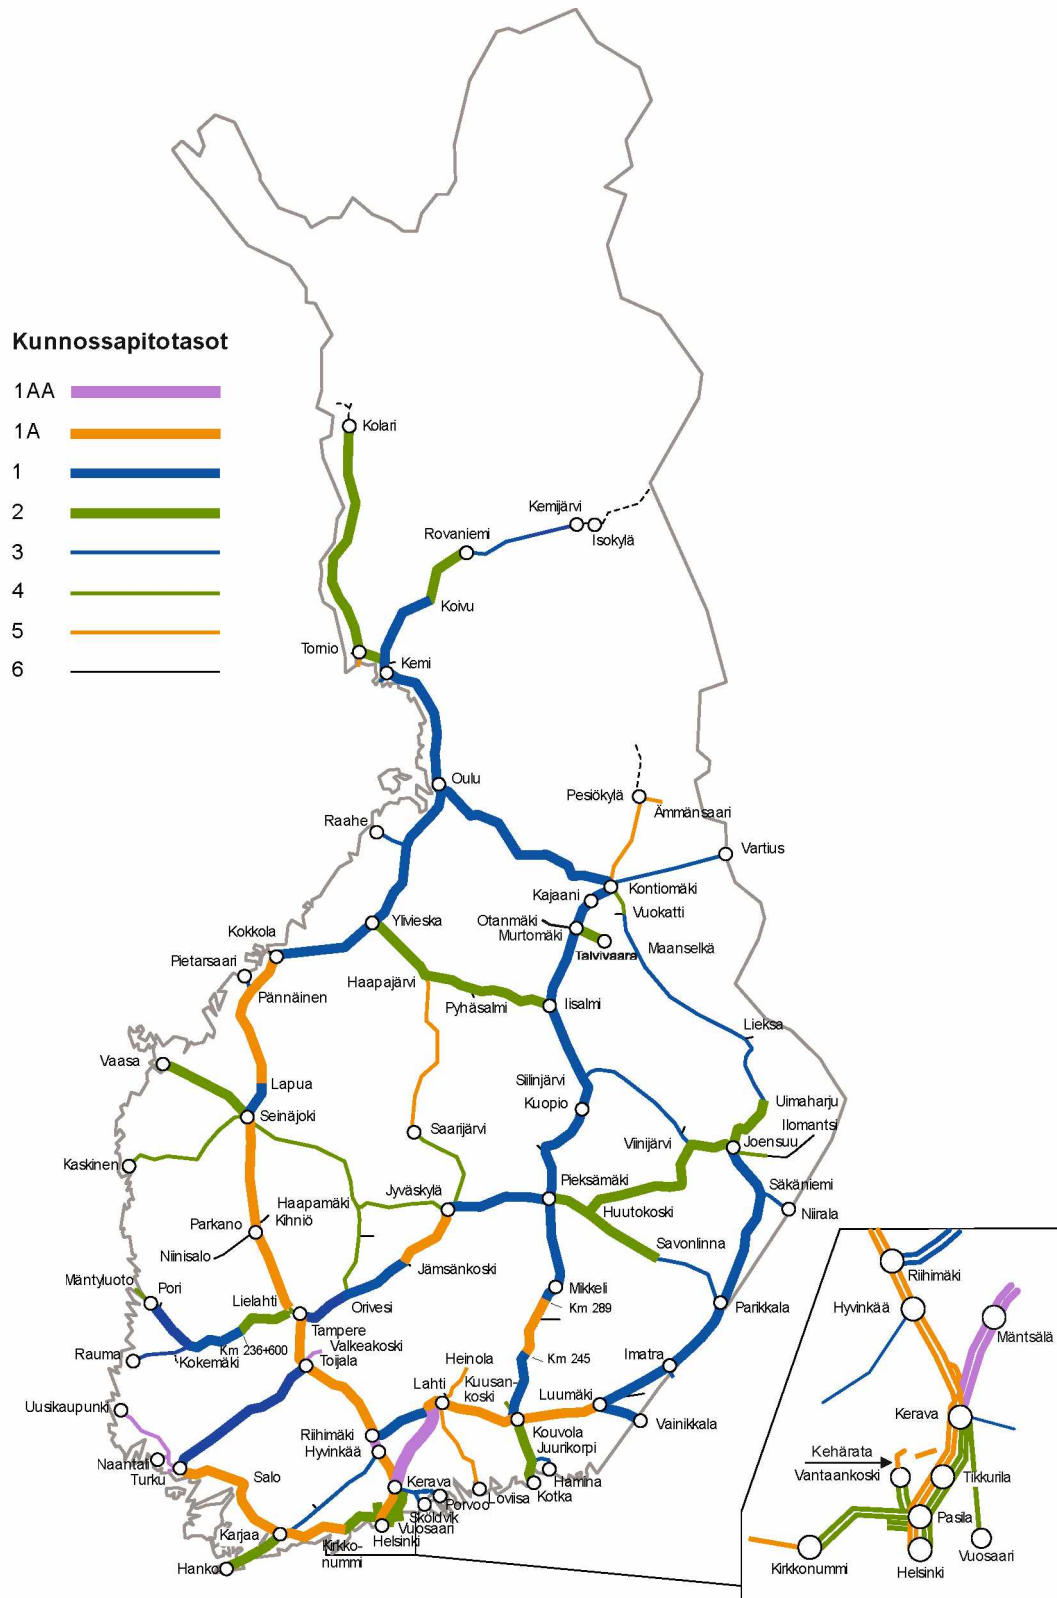 Kunnossapitotasot
1AA
1A
1
2
3
4
5
6
Kolari
Kemijärvi
Isokylä
Rovaniemi
Koivu
Tornio
Kemi
Oulu
Pesiökylä
Ämmänsaari
Raahe
Vartius
Kontiomäki
Kajaani
Vuokatti
Otanmäki
Murtomäki
Talvivaara
Maanselkä
Ylivieska
Kokkola
Pietarsaari
Pännäinen
Haapajärvi
Pyhäsalmi
Iisalmi
Lieksa
Vaasa
Lapua
Seinäjoki
Siilinjärvi
Kuopio
Uimaharju
Ilomantsi
Saarijärvi
Viinijärvi
Joensuu
Kaskinen
Jyväskylä
Pieksämäki
Säkäniemi
Haapamäki
Kihniö
Huutokoski
Niirala
Parkano
Niinisalo
Savonlinna
Jämsänkoski
Mäntyluoto
Pori
Mikkeli
Lielahti
Orivesi
Km 289
Parikkala
Tampere
Valkeakoski
Km 236+600
Rauma
Kokemäki
Toijala
Km 245
Imatra
Heinola
Lahti
Kuusan-
koski
Luumäki
Uusikaupunki
Vainikkala
Kouvola
Riihimäki
Hyvinkää
Juurikorpi
Naantali
Turku
Salo
Kerava
Hamina
Kotka
Loviisa
Porvoo
Sköldvik
Vuosaari
Helsinki
Karjaa
Kirkko-
nummi
Hanko
Riihimäki
Hyvinkää
Mäntsälä
Kerava
Kehärata
Vantaankoski
Tikkurila
Pasila
Kirkkonummi
Helsinki
Vuosaari